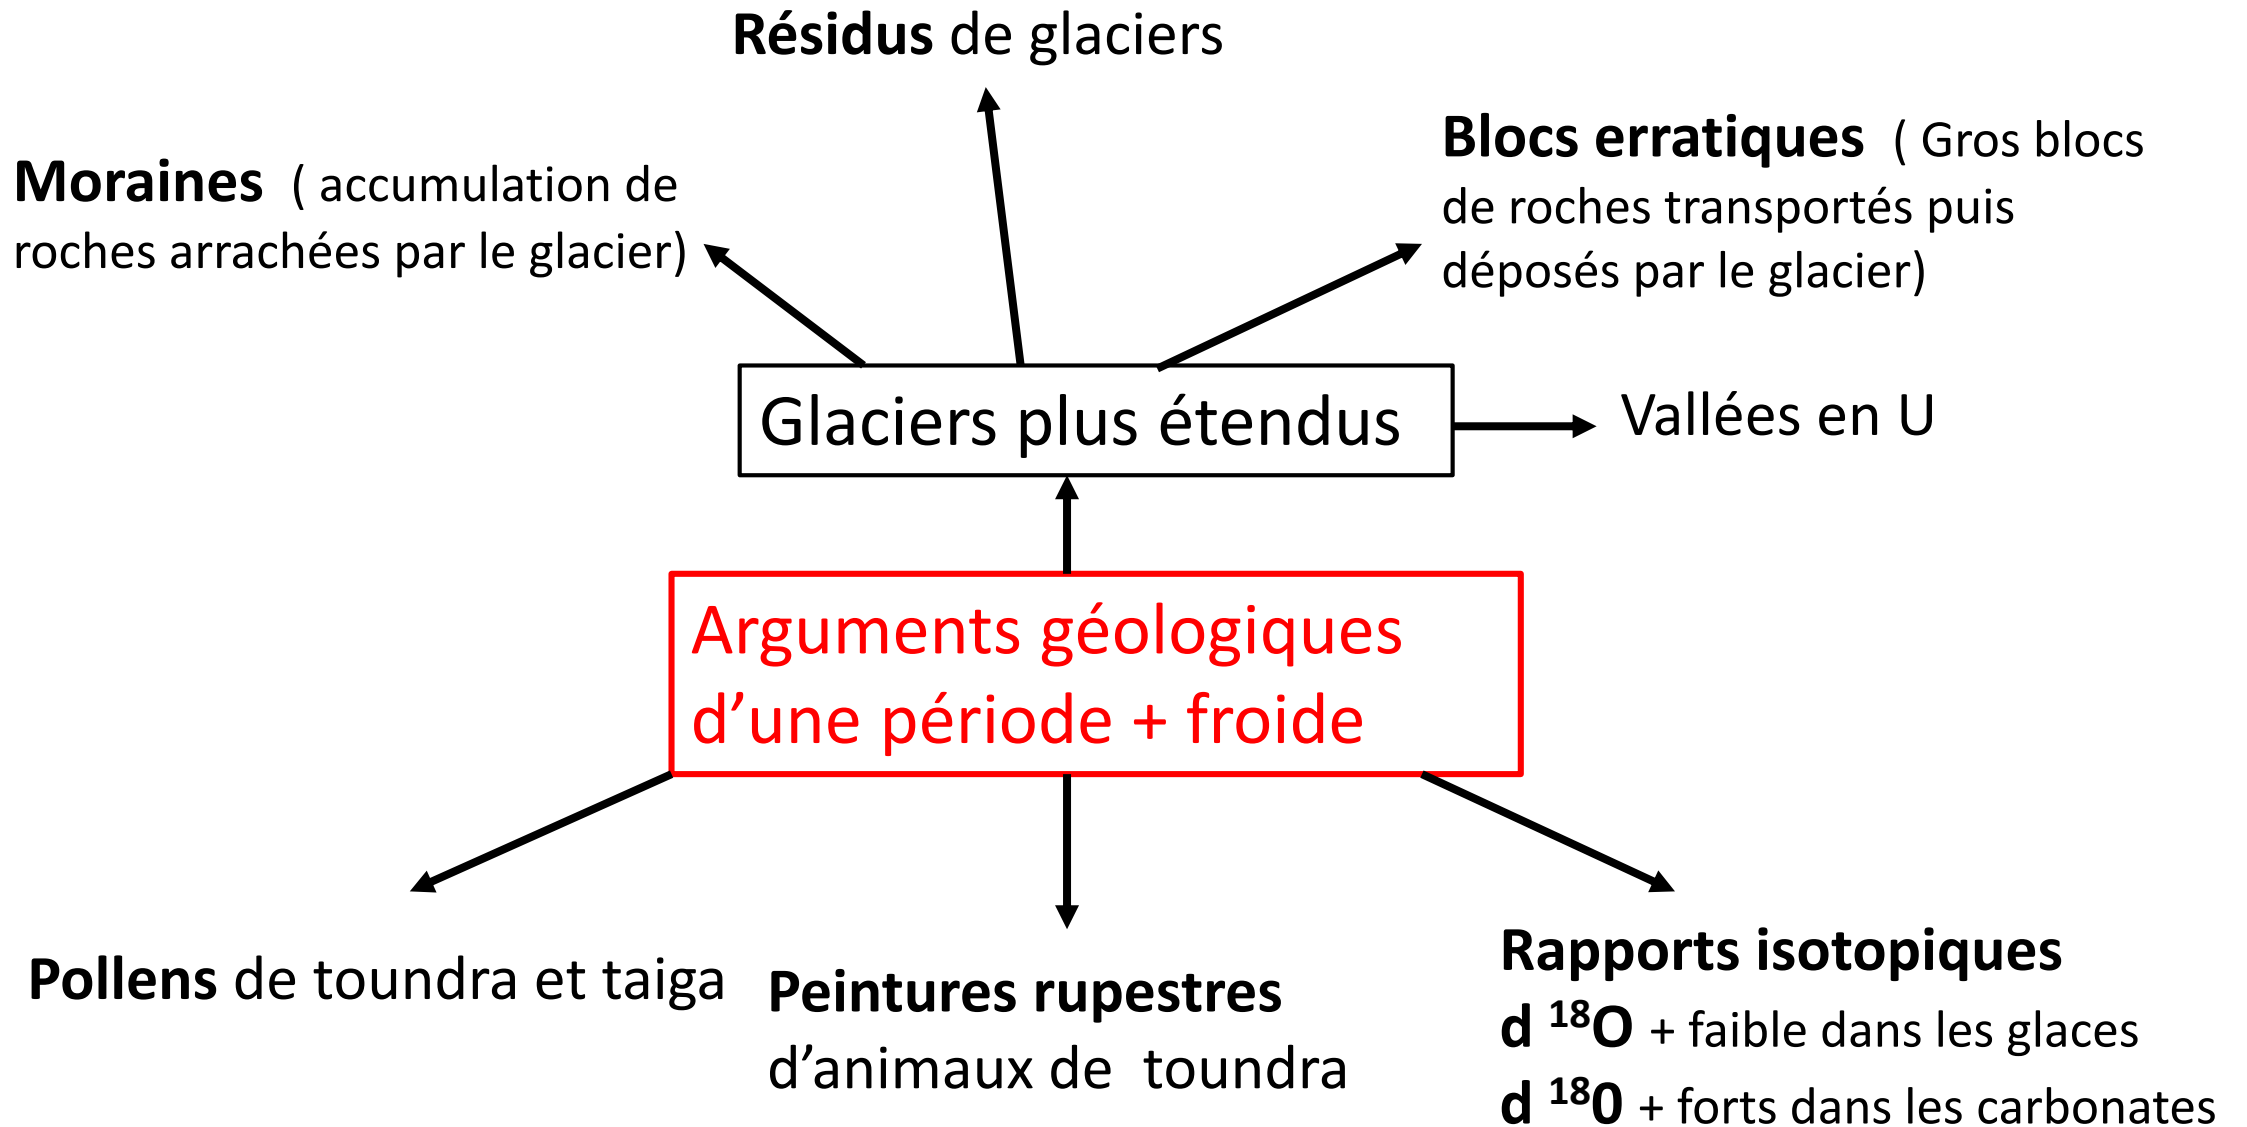 Résidus de glaciers
Moraines ( accumulation de
roches arrachées par le glacier)
Blocs erratiques ( Gros blocs
de roches transportés puis
déposés par le glacier)
Glaciers plus étendus
Vallées en U
Arguments géologiques
d’une période + froide
Pollens de toundra et taiga
Peintures rupestres
d’animaux de toundra
Rapports isotopiques
d ¹⁸O + faible dans les glaces
d ¹⁸0 + forts dans les carbonates